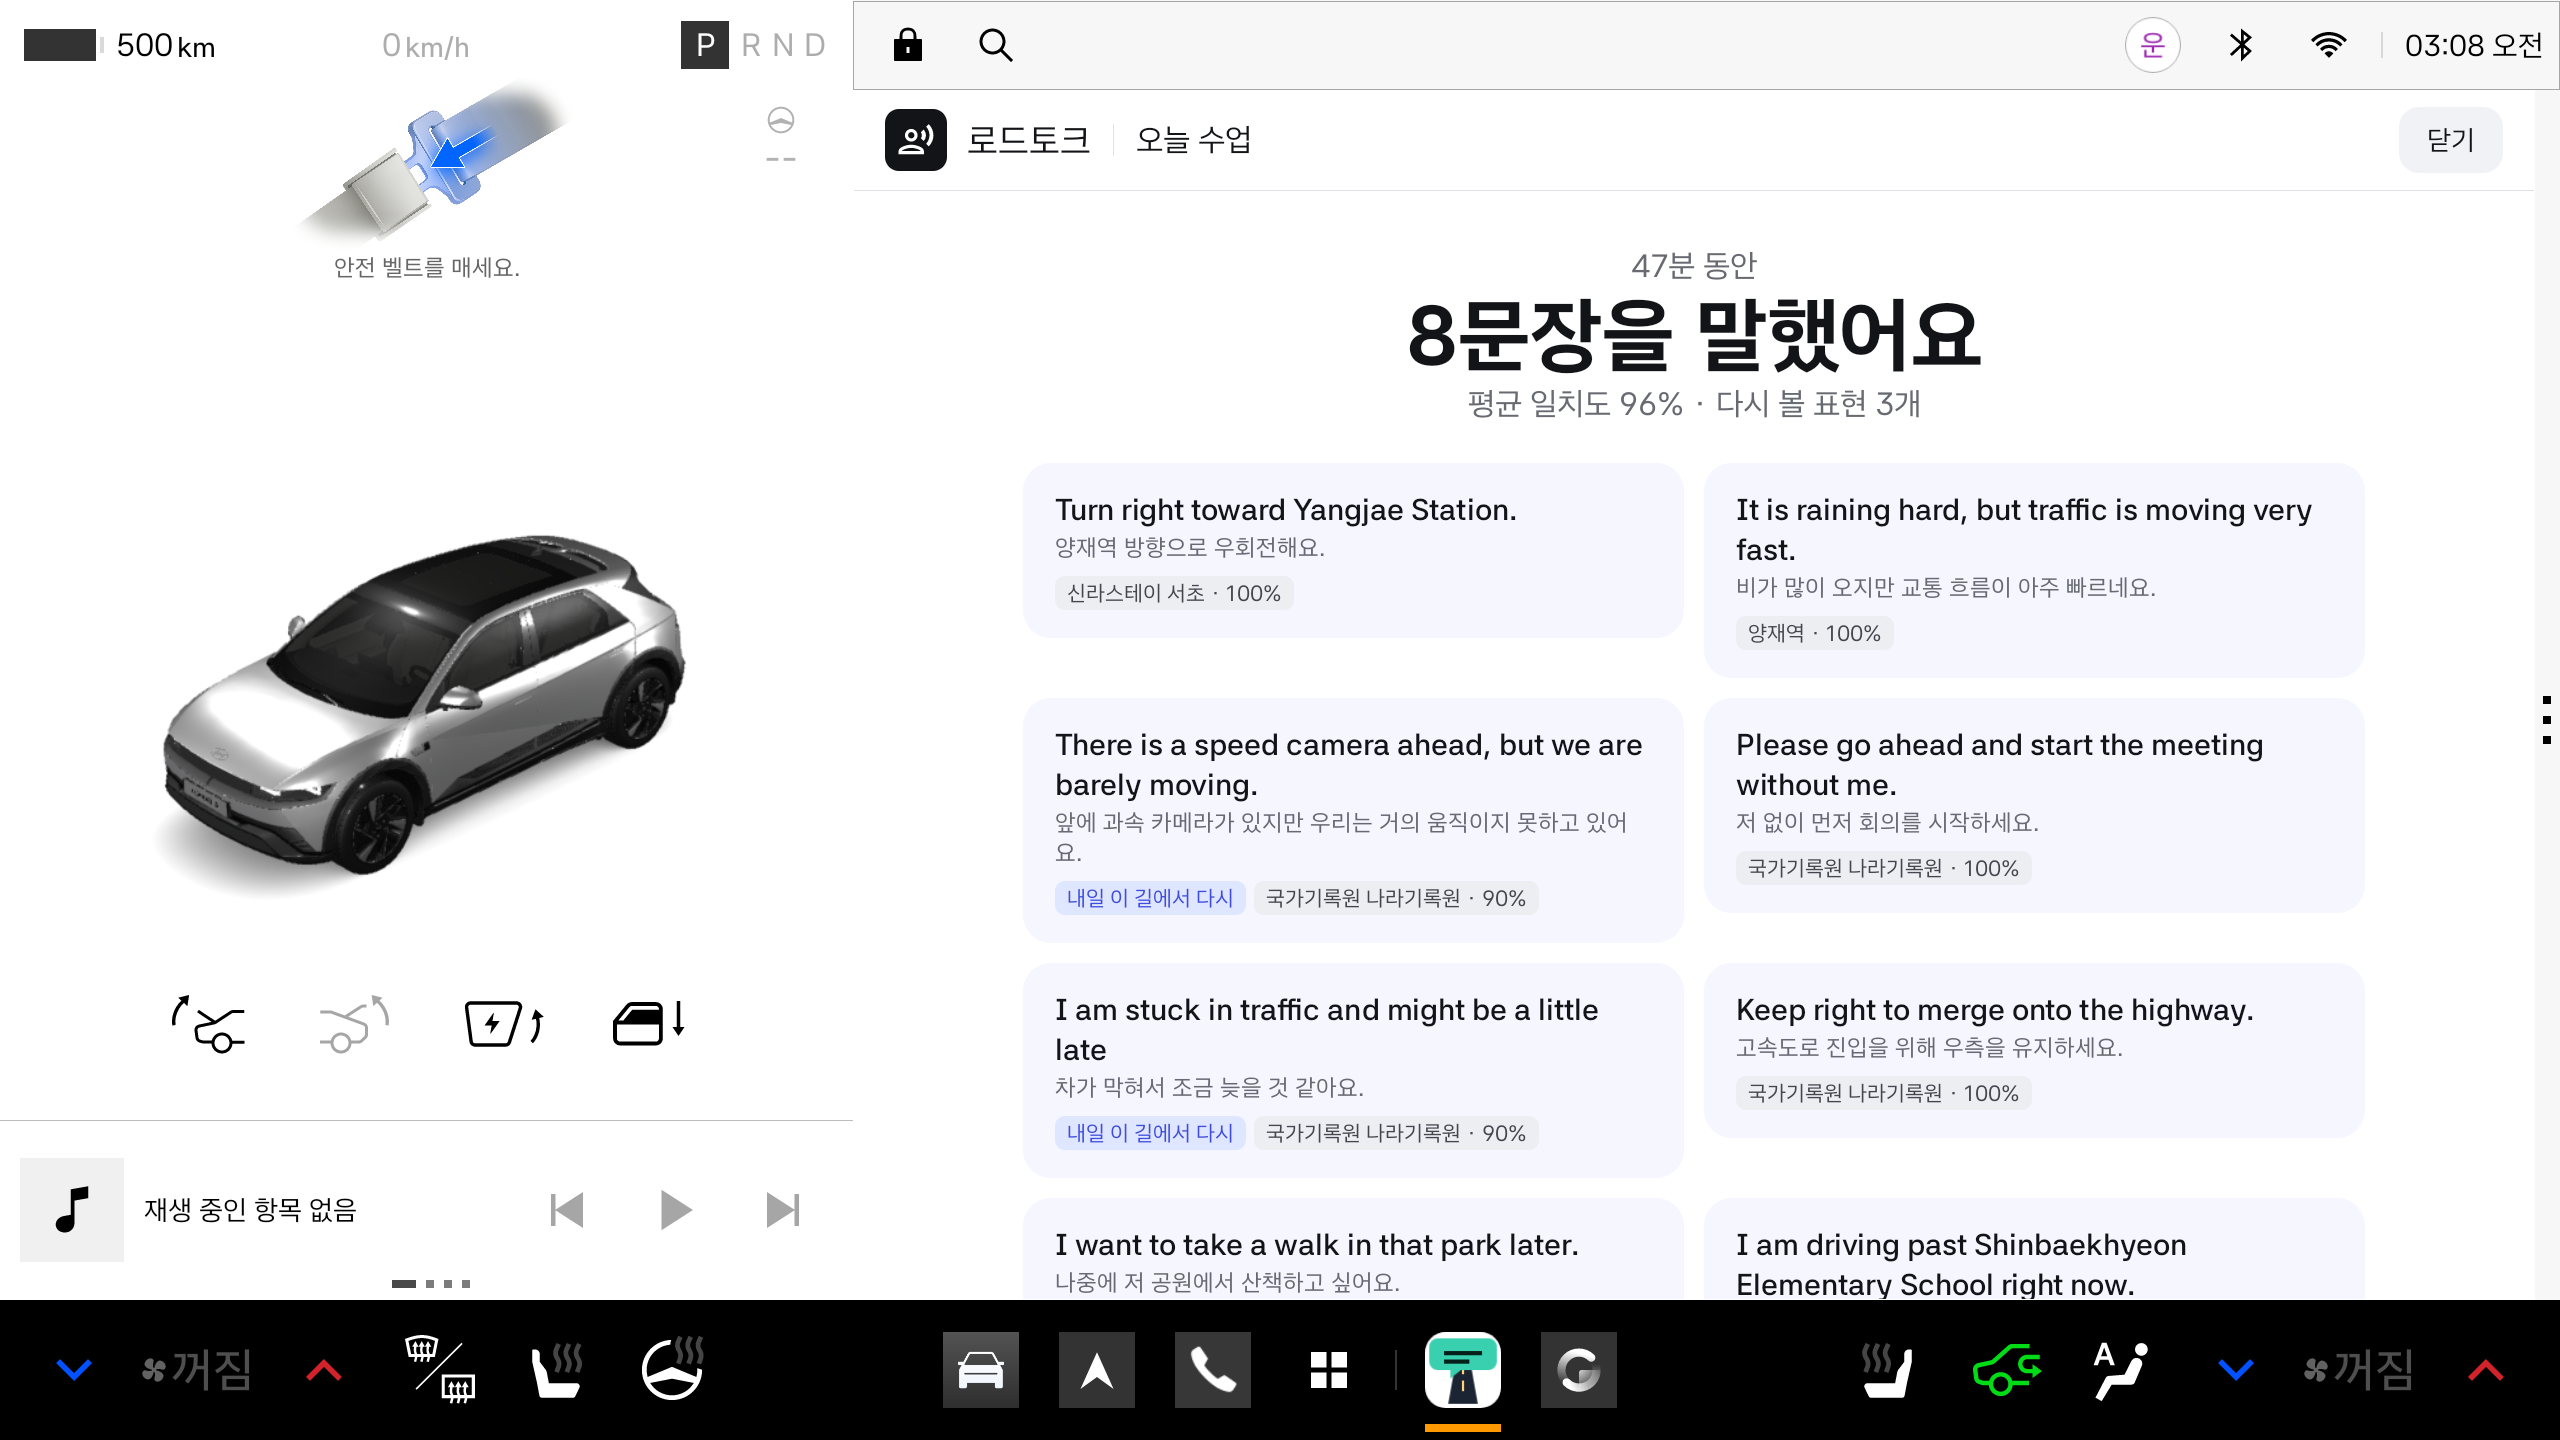 500 km
0 km/h
P R N D
안전 벨트를 매세요.
재생 중인 항목 없음
운
03:08 오전
로드토크
오늘 수업
닫기
47분 동안
8문장을 말했어요
평균 일치도 96% · 다시 볼 표현 3개
Turn right toward Yangjae Station.
양재역 방향으로 우회전해요.
신라스테이 서초 · 100%
It is raining hard, but traffic is moving very
fast.
비가 많이 오지만 교통 흐름이 아주 빠르네요.
양재역 · 100%
There is a speed camera ahead, but we are
barely moving.
앞에 과속 카메라가 있지만 우리는 거의 움직이지 못하고 있어
요.
내일 이 길에서 다시
국가기록원 나라기록원 · 90%
Please go ahead and start the meeting
without me.
저 없이 먼저 회의를 시작하세요.
국가기록원 나라기록원 · 100%
I am stuck in traffic and might be a little
late
차가 막혀서 조금 늦을 것 같아요.
내일 이 길에서 다시
국가기록원 나라기록원 · 90%
Keep right to merge onto the highway.
고속도로 진입을 위해 우측을 유지하세요.
국가기록원 나라기록원 · 100%
I want to take a walk in that park later.
나중에 저 공원에서 산책하고 싶어요.
I am driving past Shinbaekhyeon
Elementary School right now.
꺼짐
A
꺼짐